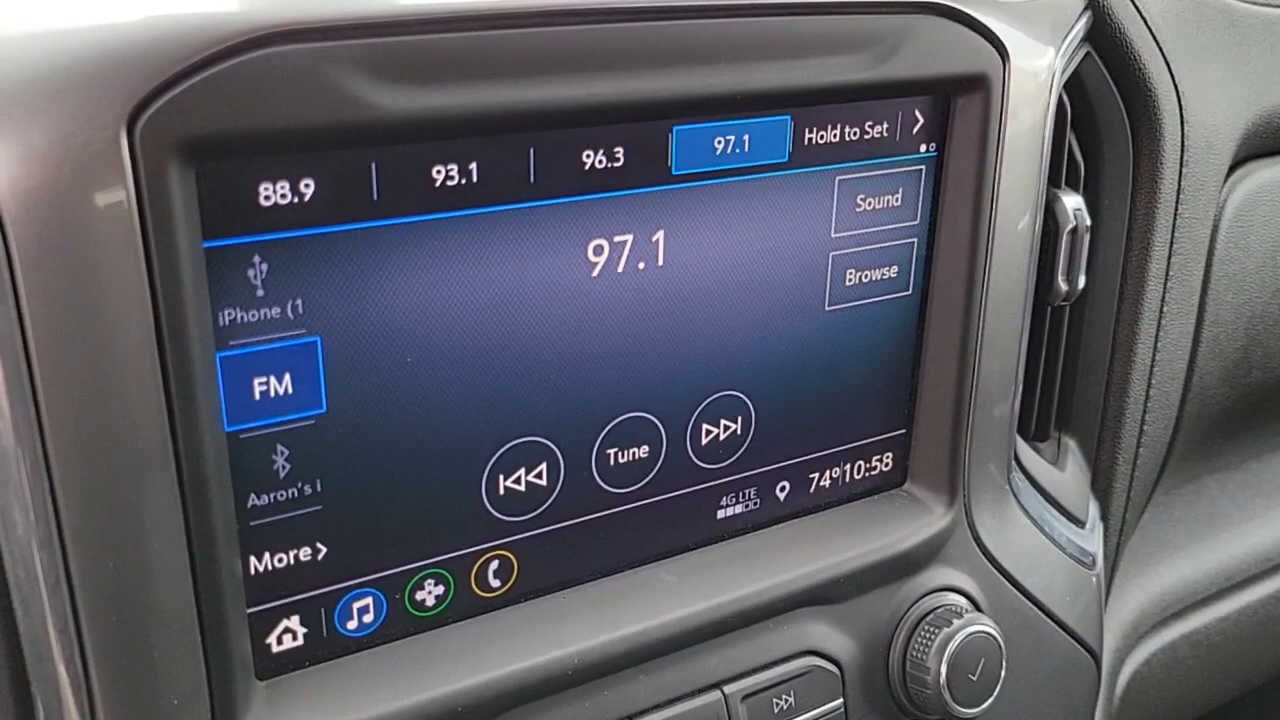 88.9
93.1
96.3
97.1
Hold to Set
97.1
Sound
Browse
iPhone (1
FM
Aaron's i
More
Tune
4G LTE
74°
10:58